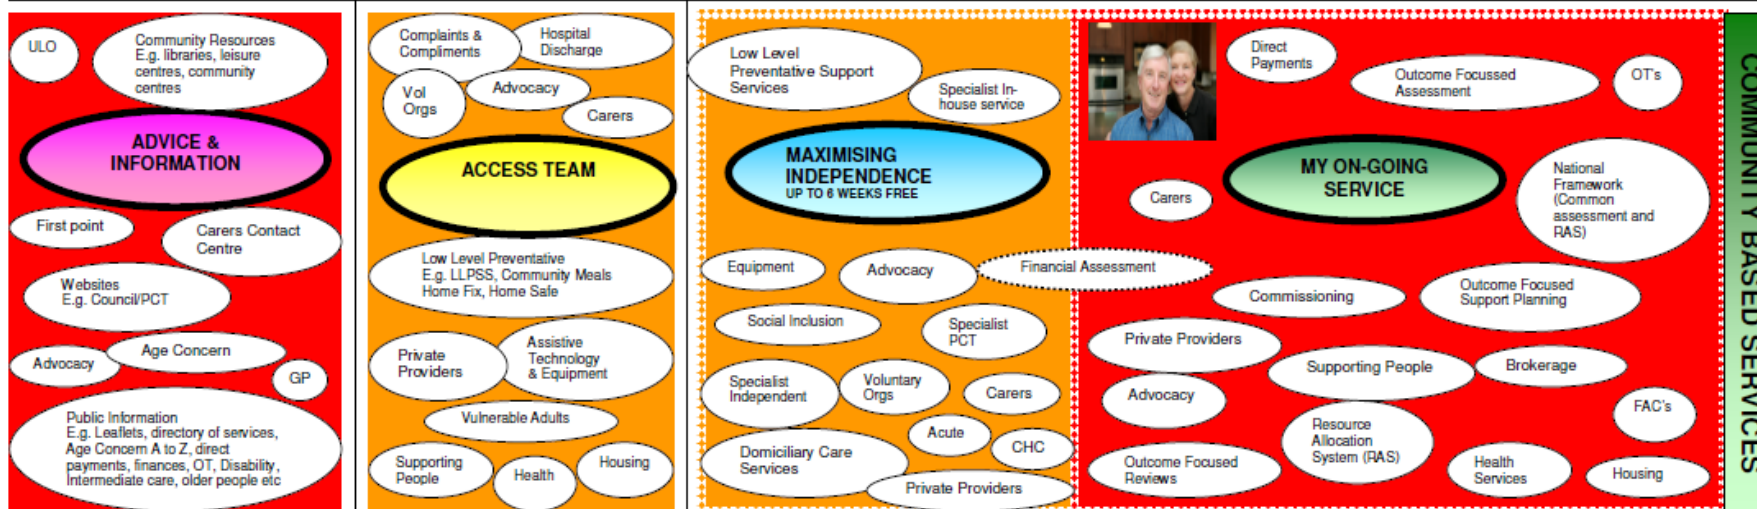 ULO
Community Resources
E.g. libraries, leisure
centres, community
centres
ADVICE &
INFORMATION
First point
Carers Contact
Centre
Websites
E.g. Council/PCT
Advocacy
Age Concern
GP
Public Information
E.g. Leaflets, directory of services,
Age Concern A to Z, direct
payments, finances, OT, Disability,
Intermediate care, older people etc
Complaints &
Compliments
Hospital
Discharge
Vol
Orgs
Advocacy
Carers
ACCESS TEAM
Low Level Preventative
E.g. LLPSS, Community Meals
Home Fix, Home Safe
Private
Providers
Assistive
Technology
& Equipment
Vulnerable Adults
Supporting
People
Health
Housing
Low Level
Preventative Support
Services
Specialist In-
house service
MAXIMISING
INDEPENDENCE
UP TO 6 WEEKS FREE
Equipment
Advocacy
Financial Assessment
Social Inclusion
Specialist
PCT
Specialist
Independent
Voluntary
Orgs
Carers
Acute
CHC
Domiciliary Care
Services
Private Providers
Direct
Payments
Outcome Focussed
Assessment
OT's
MY ON-GOING
SERVICE
Carers
National
Framework
(Common
assessment and
RAS)
Commissioning
Outcome Focused
Support Planning
Private Providers
Supporting People
Brokerage
Advocacy
FAC's
Resource
Allocation
System (RAS)
Outcome Focused
Reviews
Health
Services
Housing
COMMUNITY BASED SERVICES